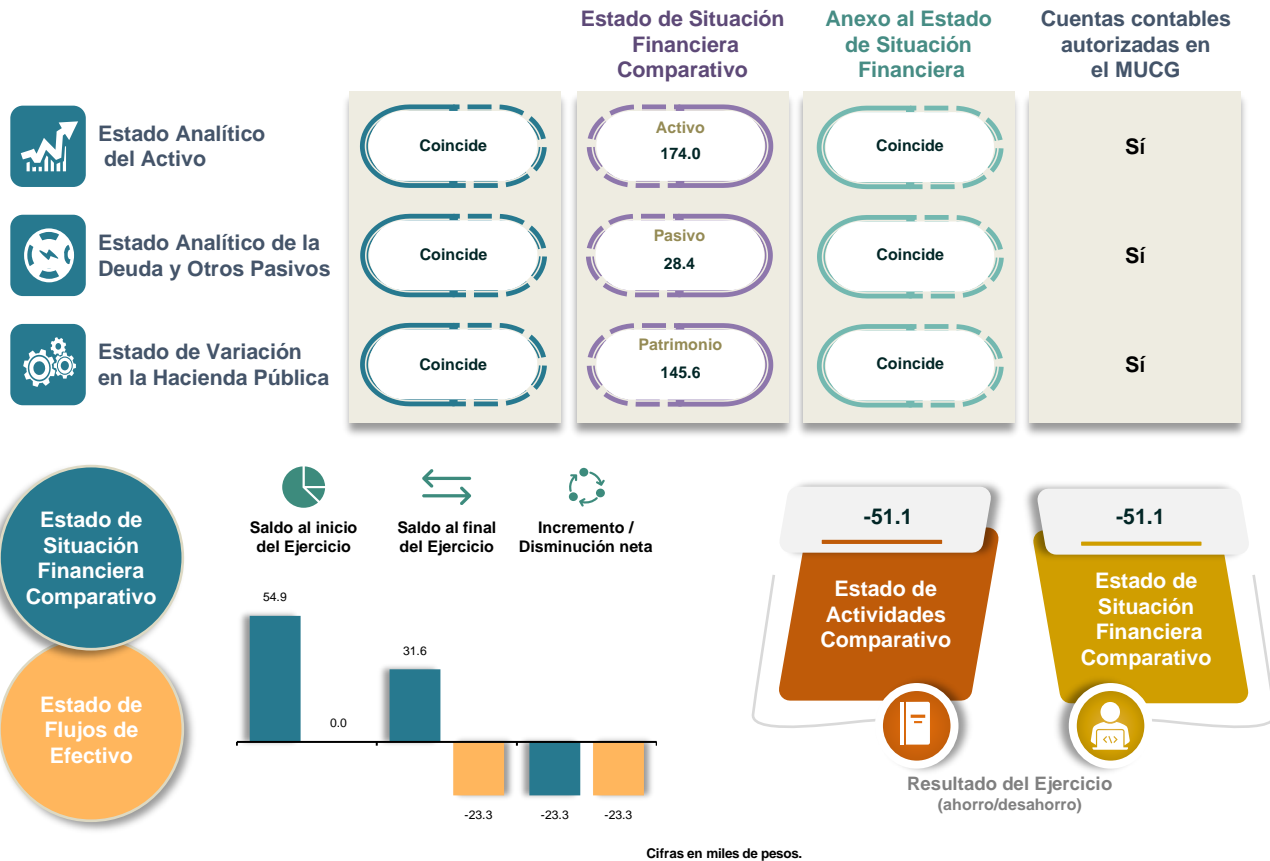 Estado de Situación
Financiera
Comparativo
Anexo al Estado
de Situación
Financiera
Cuentas contables
autorizadas en
el MUCG
Estado Analítico
del Activo
Coincide
Activo
174.0
Coincide
Sí
Estado Analítico de la
Deuda y Otros Pasivos
Coincide
Pasivo
28.4
Coincide
Sí
Estado de Variación
en la Hacienda Pública
Coincide
Patrimonio
145.6
Coincide
Sí
Estado de
Situación
Financiera
Comparativo
Estado de
Flujos de
Efectivo
Saldo al inicio
del Ejercicio
Saldo al final
del Ejercicio
Incremento /
Disminución neta
54.9
0.0
31.6
-23.3
-23.3
-23.3
-51.1
Estado de
Actividades
Comparativo
-51.1
Estado de
Situación
Financiera
Comparativo
Resultado del Ejercicio
(ahorro/desahorro)
Cifras en miles de pesos.